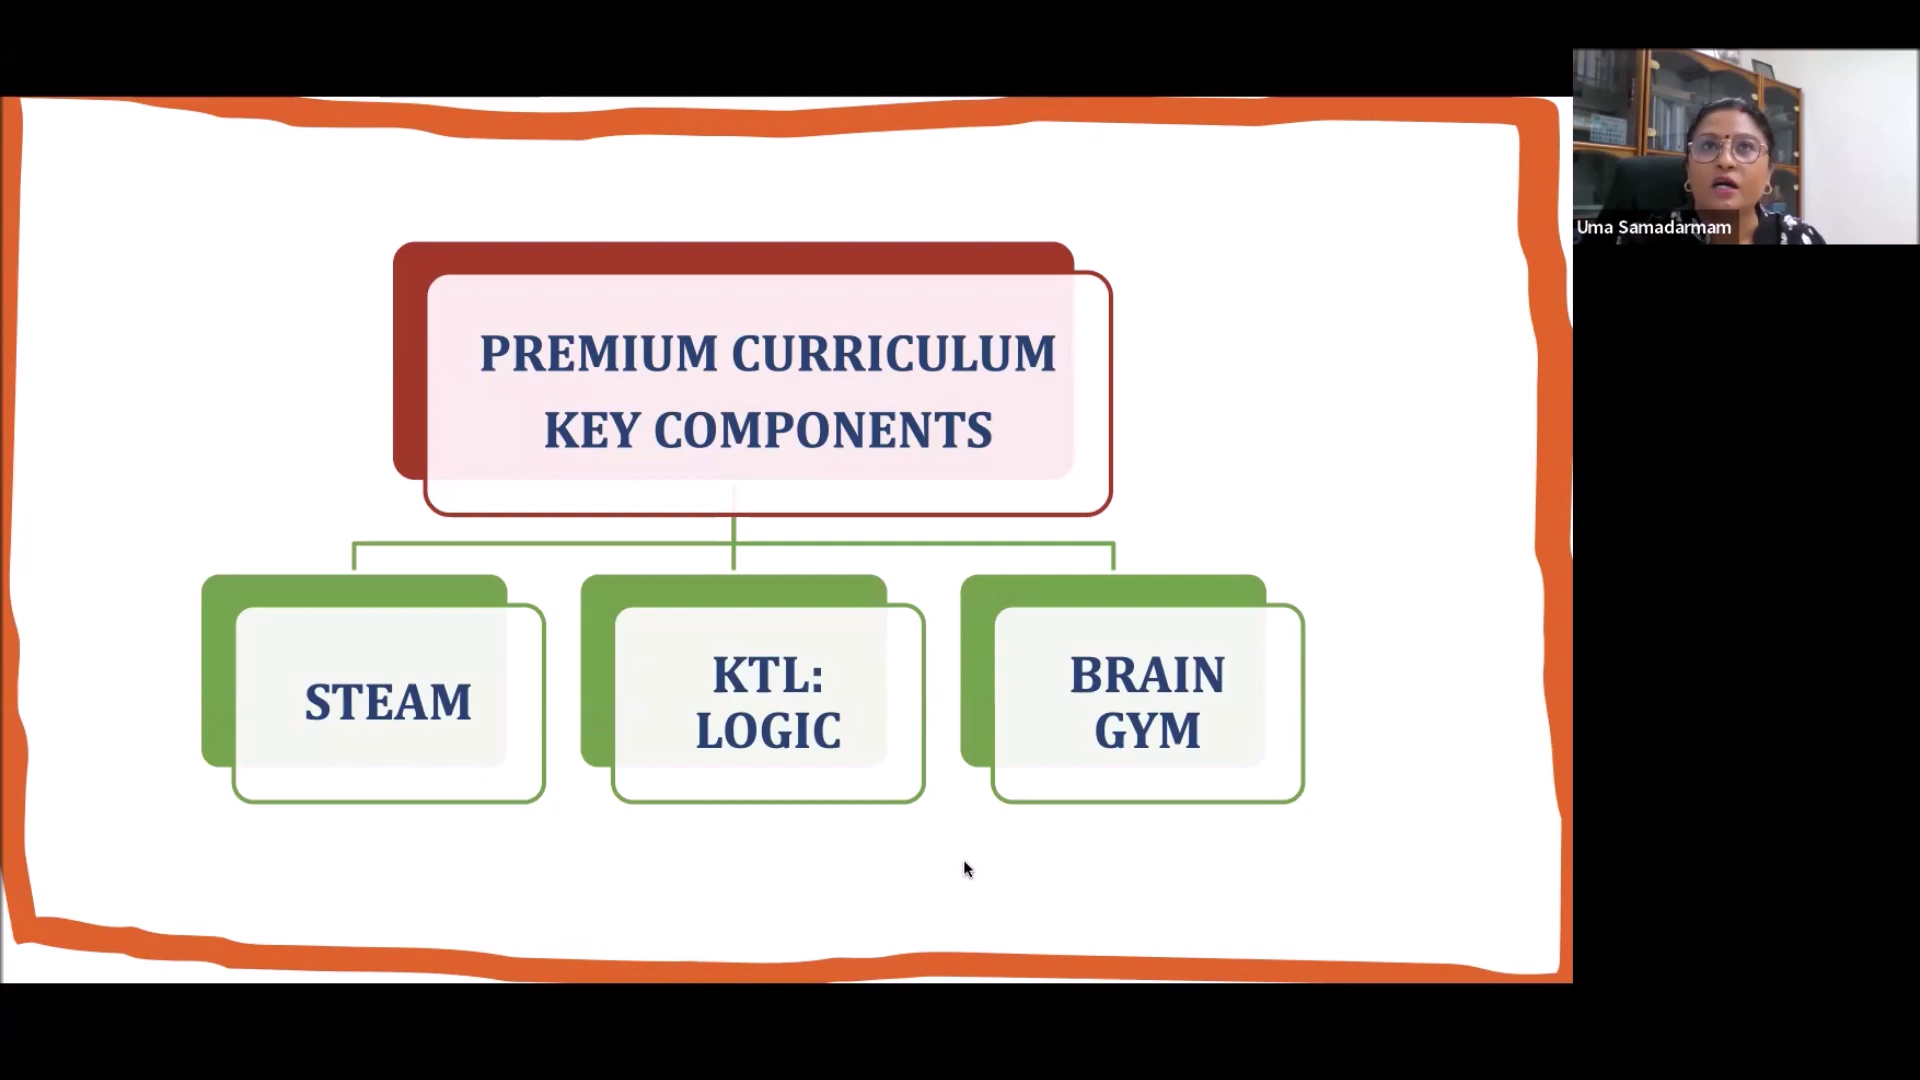 PREMIUM CURRICULUM
KEY COMPONENTS
STEAM
KTL:
LOGIC
BRAIN
GYM
Uma Samadarmam